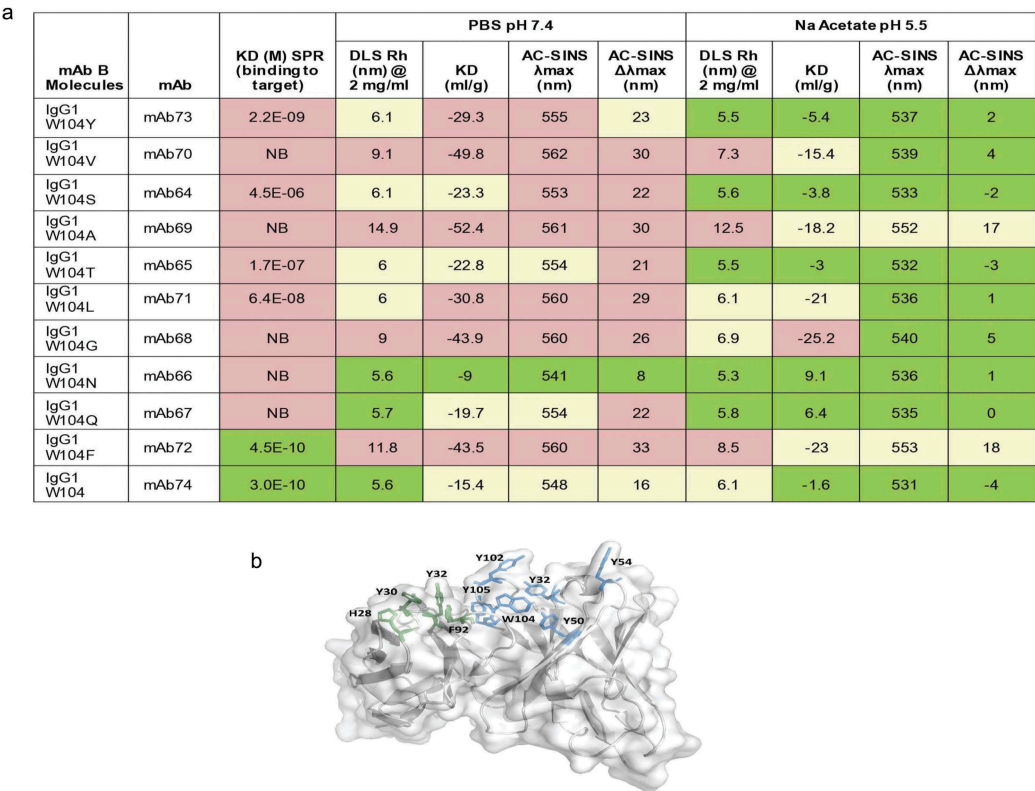 a
PBS pH 7.4 Na Acetate pH 5.5
mAb B Molecules mAb KD (M) SPR (binding to target) DLS Rh (nm) @ 2 mg/ml KD (ml/g) AC-SINS λmax (nm) AC-SINS Δλmax (nm) DLS Rh (nm) @ 2 mg/ml KD (ml/g) AC-SINS λmax (nm) AC-SINS Δλmax (nm)
IgG1 W104Y mAb73 2.2E-09 6.1 -29.3 555 23 5.5 -5.4 537 2
IgG1 W104V mAb70 NB 9.1 -49.8 562 30 7.3 -15.4 539 4
IgG1 W104S mAb64 4.5E-06 6.1 -23.3 553 22 5.6 -3.8 533 -2
IgG1 W104A mAb69 NB 14.9 -52.4 561 30 12.5 -18.2 552 17
IgG1 W104T mAb65 1.7E-07 6 -22.8 554 21 5.5 -3 532 -3
IgG1 W104L mAb71 6.4E-08 6 -30.8 560 29 6.1 -21 536 1
IgG1 W104G mAb68 NB 9 -43.9 560 26 6.9 -25.2 540 5
IgG1 W104N mAb66 NB 5.6 -9 541 8 5.3 9.1 536 1
IgG1 W104Q mAb67 NB 5.7 -19.7 554 22 5.8 6.4 535 0
IgG1 W104F mAb72 4.5E-10 11.8 -43.5 560 33 8.5 -23 553 18
IgG1 W104 mAb74 3.0E-10 5.6 -15.4 548 16 6.1 -1.6 531 -4
b
Y102 Y54
Y32
Y30 Y105 Y32
H28
F92 W104 Y50